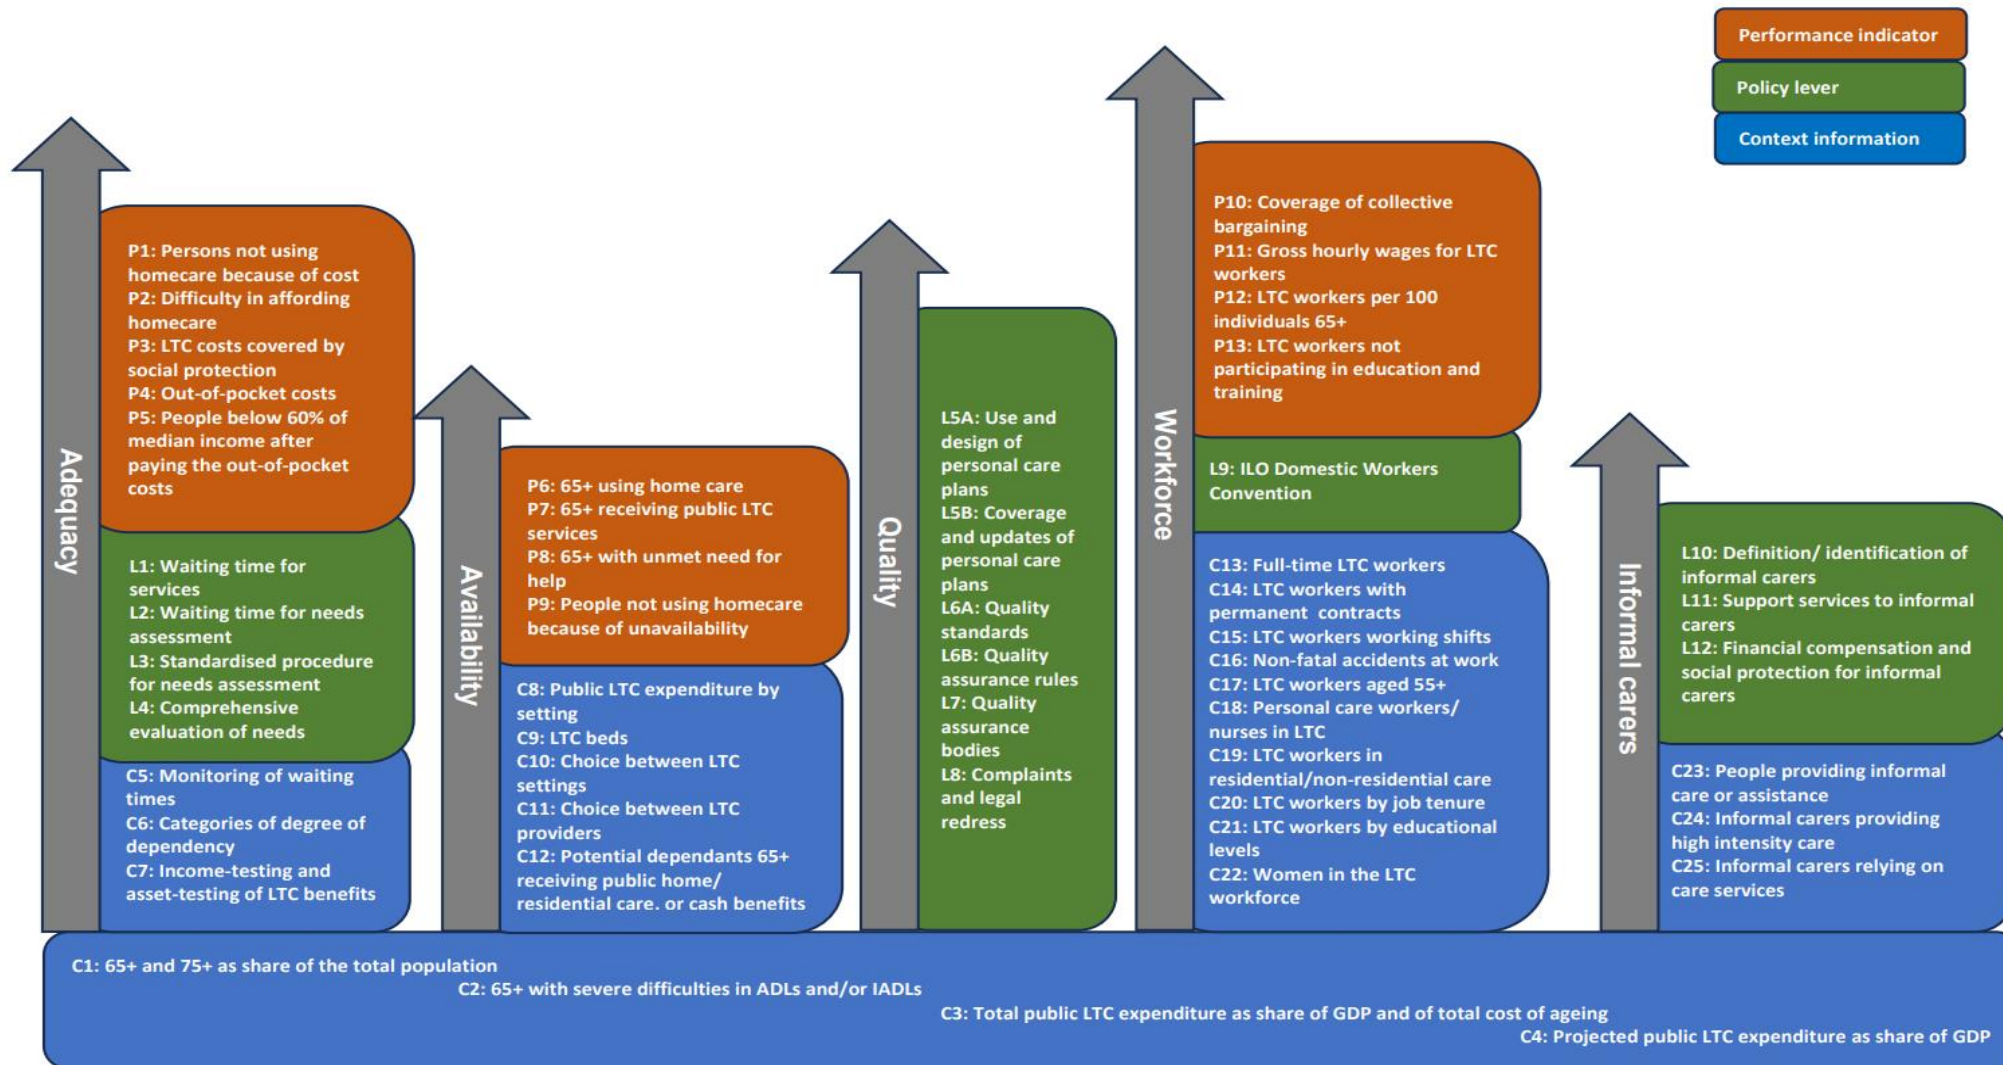 Performance indicator
Policy lever
Context information
Adequacy
P1: Persons not using
homecare because of cost
P2: Difficulty in affording
homecare
P3: LTC costs covered by
social protection
P4: Out-of-pocket costs
P5: People below 60% of
median income after
paying the out-of-pocket
costs
L1: Waiting time for
services
L2: Waiting time for needs
assessment
L3: Standardised procedure
for needs assessment
L4: Comprehensive
evaluation of needs
C5: Monitoring of waiting
times
C6: Categories of degree of
dependency
C7: Income-testing and
asset-testing of LTC benefits
Availability
P6: 65+ using home care
P7: 65+ receiving public LTC
services
P8: 65+ with unmet need for
help
P9: People not using homecare
because of unavailability
C8: Public LTC expenditure by
setting
C9: LTC beds
C10: Choice between LTC
settings
C11: Choice between LTC
providers
C12: Potential dependants 65+
receiving public home/
residential care. or cash benefits
Quality
L5A: Use and
design of
personal care
plans
L5B: Coverage
and updates of
personal care
plans
L6A: Quality
standards
L6B: Quality
assurance rules
L7: Quality
assurance
bodies
L8: Complaints
and legal
redress
Workforce
P10: Coverage of collective
bargaining
P11: Gross hourly wages for LTC
workers
P12: LTC workers per 100
individuals 65+
P13: LTC workers not
participating in education and
training
L9: ILO Domestic Workers
Convention
C13: Full-time LTC workers
C14: LTC workers with
permanent contracts
C15: LTC workers working shifts
C16: Non-fatal accidents at work
C17: LTC workers aged 55+
C18: Personal care workers/
nurses in LTC
C19: LTC workers in
residential/non-residential care
C20: LTC workers by job tenure
C21: LTC workers by educational
levels
C22: Women in the LTC
workforce
Informal carers
L10: Definition/ identification of
informal carers
L11: Support services to informal
carers
L12: Financial compensation and
social protection for informal
carers
C23: People providing informal
care or assistance
C24: Informal carers providing
high intensity care
C25: Informal carers relying on
care services
C1: 65+ and 75+ as share of the total population
C2: 65+ with severe difficulties in ADLs and/or IADLs
C3: Total public LTC expenditure as share of GDP and of total cost of ageing
C4: Projected public LTC expenditure as share of GDP